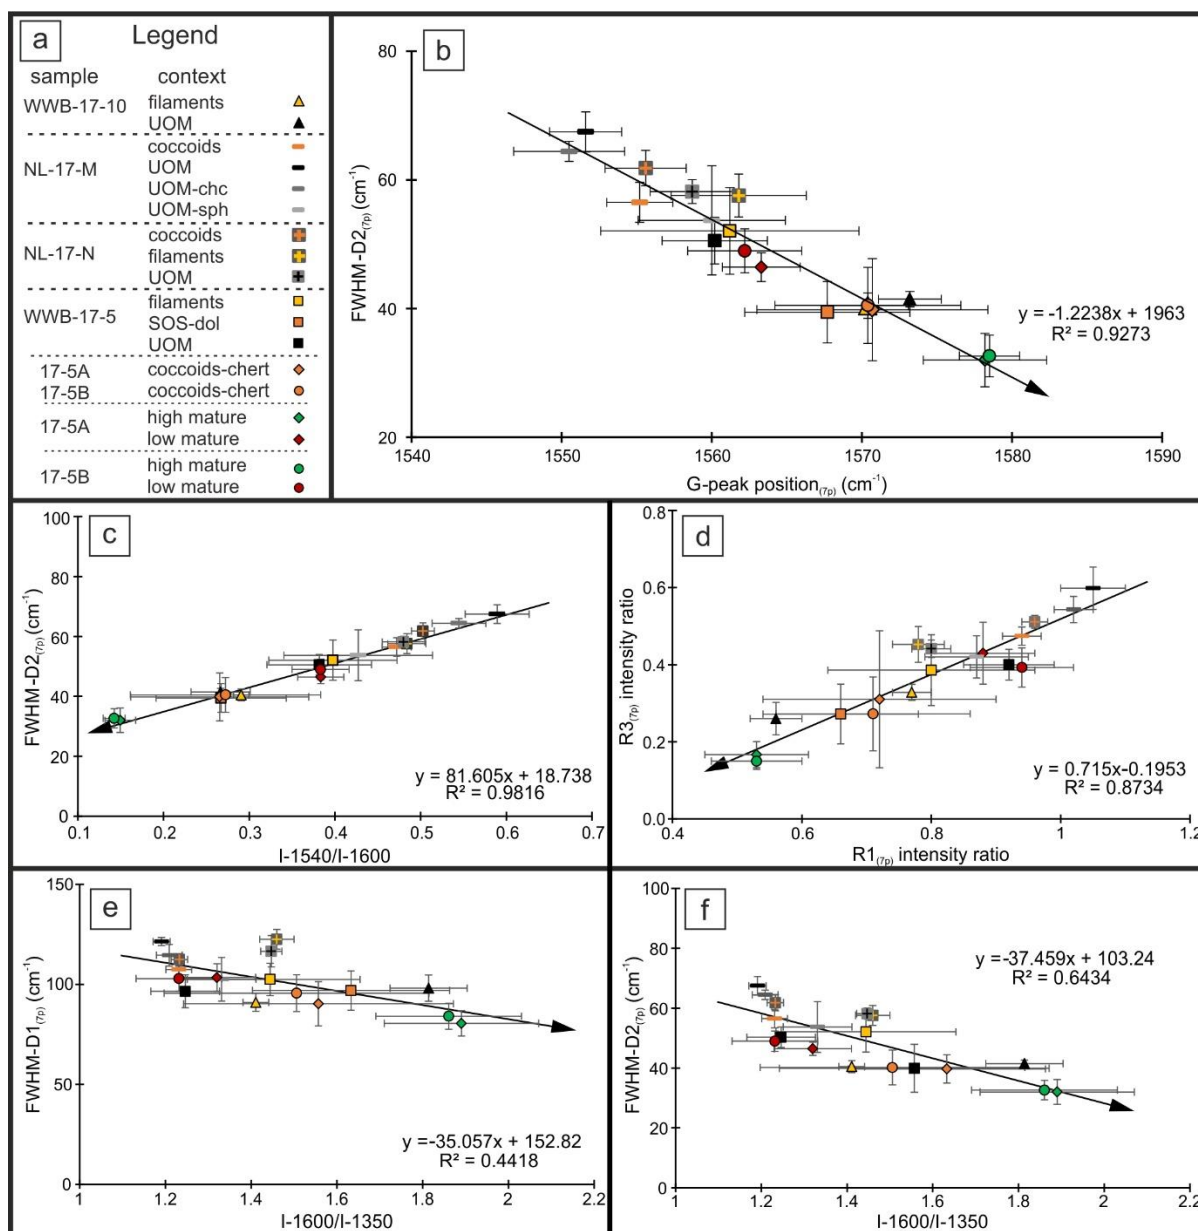 a
Legend
sample context
WWB-17-10 filaments
UOM
NL-17-M coccoids
UOM
UOM-chc
UOM-sph
NL-17-N coccoids
filaments
UOM
WWB-17-5 filaments
SOS-dol
UOM
17-5A coccoids-chert
17-5B coccoids-chert
17-5A high mature
low mature
17-5B high mature
low mature
b
80
60
40
20
FWHM-D2(7p) (cm-1)
y = -1.2238x + 1963
R² = 0.9273
1540 1550 1560 1570 1580 1590
G-peak position(7p) (cm-1)
c
100
80
60
40
20
0
FWHM-D2(7p) (cm-1)
y = 81.605x + 18.738
R² = 0.9816
0.1 0.2 0.3 0.4 0.5 0.6 0.7
I-1540/I-1600
d
0.8
0.6
0.4
0.2
0.0
R3(7p) intensity ratio
y = 0.715x-0.1953
R² = 0.8734
0.4 0.6 0.8 1 1.2
R1(7p) intensity ratio
e
150
100
50
0
FWHM-D1(7p) (cm-1)
y =-35.057x + 152.82
R² = 0.4418
1 1.2 1.4 1.6 1.8 2 2.2
I-1600/I-1350
f
100
80
60
40
20
0
FWHM-D2(7p) (cm-1)
y = -37.459x + 103.24
R² = 0.6434
1 1.2 1.4 1.6 1.8 2 2.2
I-1600/I-1350